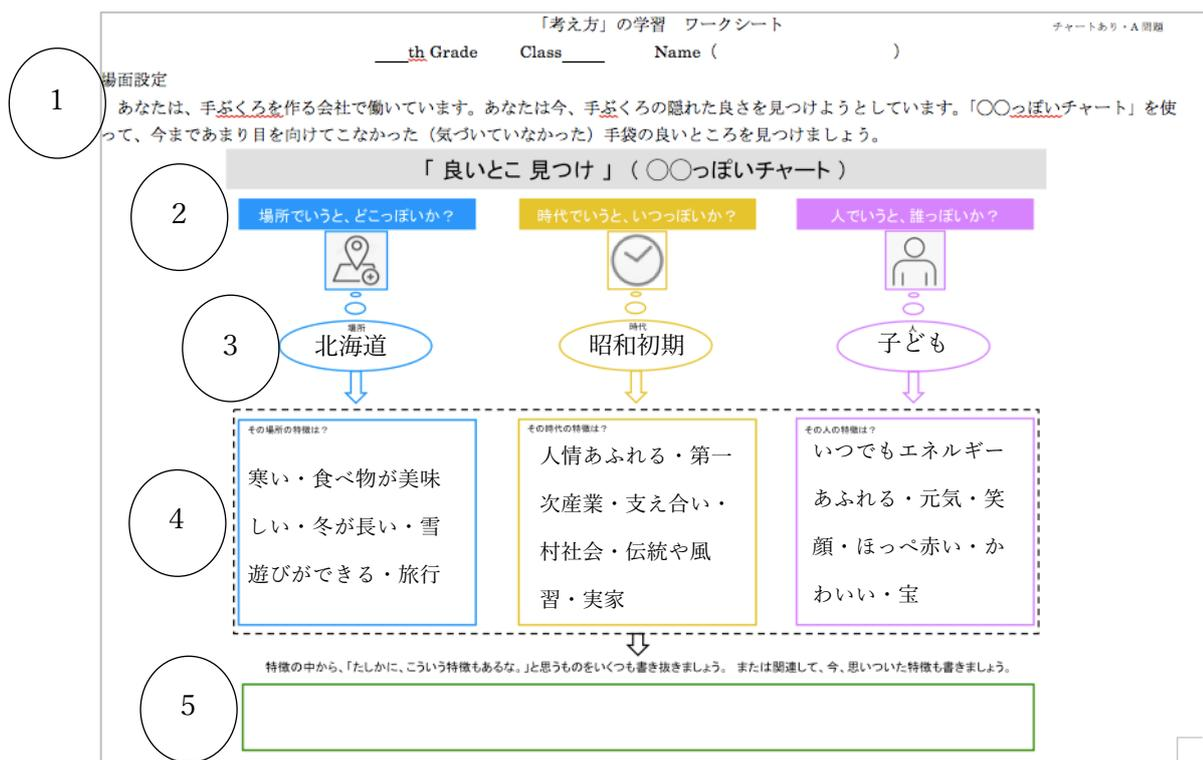 「考え方」の学習 ワークシート
チャートあり・A 問題
____th Grade Class_____ Name ( )
1
場面設定
あなたは、手ぶくろを作る会社で働いています。あなたは今、手ぶくろの隠れた良さを見つけようとしています。「〇〇っぽいチャート」を使
って、今まであまり目を向けてこなかった（気づいていなかった）手袋の良いところを見つけましょう。
「 良いとこ 見つけ 」（ 〇〇っぽいチャート ）
2
場所でいうと、どこっぽいか？
時代でいうと、いつっぽいか？
人でいうと、誰っぽいか？
3
場所
北海道
時代
昭和初期
人
子ども
4
その場所の特徴は？
寒い・食べ物が美味
しい・冬が長い・雪
遊びができる・旅行
その時代の特徴は？
人情あふれる・第一
次産業・支え合い・
村社会・伝統や風
習・実家
その人の特徴は？
いつでもエネルギー
あふれる・元気・笑
顔・ほっぺ赤い・か
わいい・宝
特徴の中から、「たしかに、こういう特徴もあるな。」と思うものをいくつも書き抜きましょう。 または関連して、今、思いついた特徴も書きましょう。
5